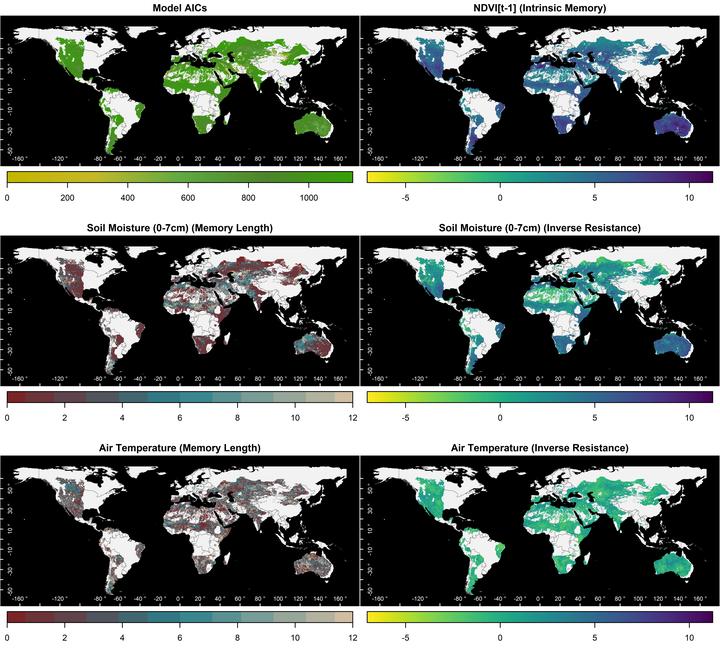 Model AICs
NDVI[t-1] (Intrinsic Memory)
50 ° 30 ° 10 ° -10 ° -30 ° -50 °
50 ° 30 ° 10 ° -10 ° -30 ° -50 °
-160 ° -120 ° -80 ° -60 ° -40 ° -20 ° 0 ° 20 ° 40 ° 60 ° 80 ° 100 ° 120 ° 140 ° 160 °
-160 ° -120 ° -80 ° -60 ° -40 ° -20 ° 0 ° 20 ° 40 ° 60 ° 80 ° 100 ° 120 ° 140 ° 160 °
0 200 400 600 800 1000
-5 0 5 10
Soil Moisture (0-7cm) (Memory Length)
Soil Moisture (0-7cm) (Inverse Resistance)
50 ° 30 ° 10 ° -10 ° -30 ° -50 °
50 ° 30 ° 10 ° -10 ° -30 ° -50 °
-160 ° -120 ° -80 ° -60 ° -40 ° -20 ° 0 ° 20 ° 40 ° 60 ° 80 ° 100 ° 120 ° 140 ° 160 °
-160 ° -120 ° -80 ° -60 ° -40 ° -20 ° 0 ° 20 ° 40 ° 60 ° 80 ° 100 ° 120 ° 140 ° 160 °
0 2 4 6 8 10 12
-5 0 5 10
Air Temperature (Memory Length)
Air Temperature (Inverse Resistance)
50 ° 30 ° 10 ° -10 ° -30 ° -50 °
50 ° 30 ° 10 ° -10 ° -30 ° -50 °
-160 ° -120 ° -80 ° -60 ° -40 ° -20 ° 0 ° 20 ° 40 ° 60 ° 80 ° 100 ° 120 ° 140 ° 160 °
-160 ° -120 ° -80 ° -60 ° -40 ° -20 ° 0 ° 20 ° 40 ° 60 ° 80 ° 100 ° 120 ° 140 ° 160 °
0 2 4 6 8 10 12
-5 0 5 10